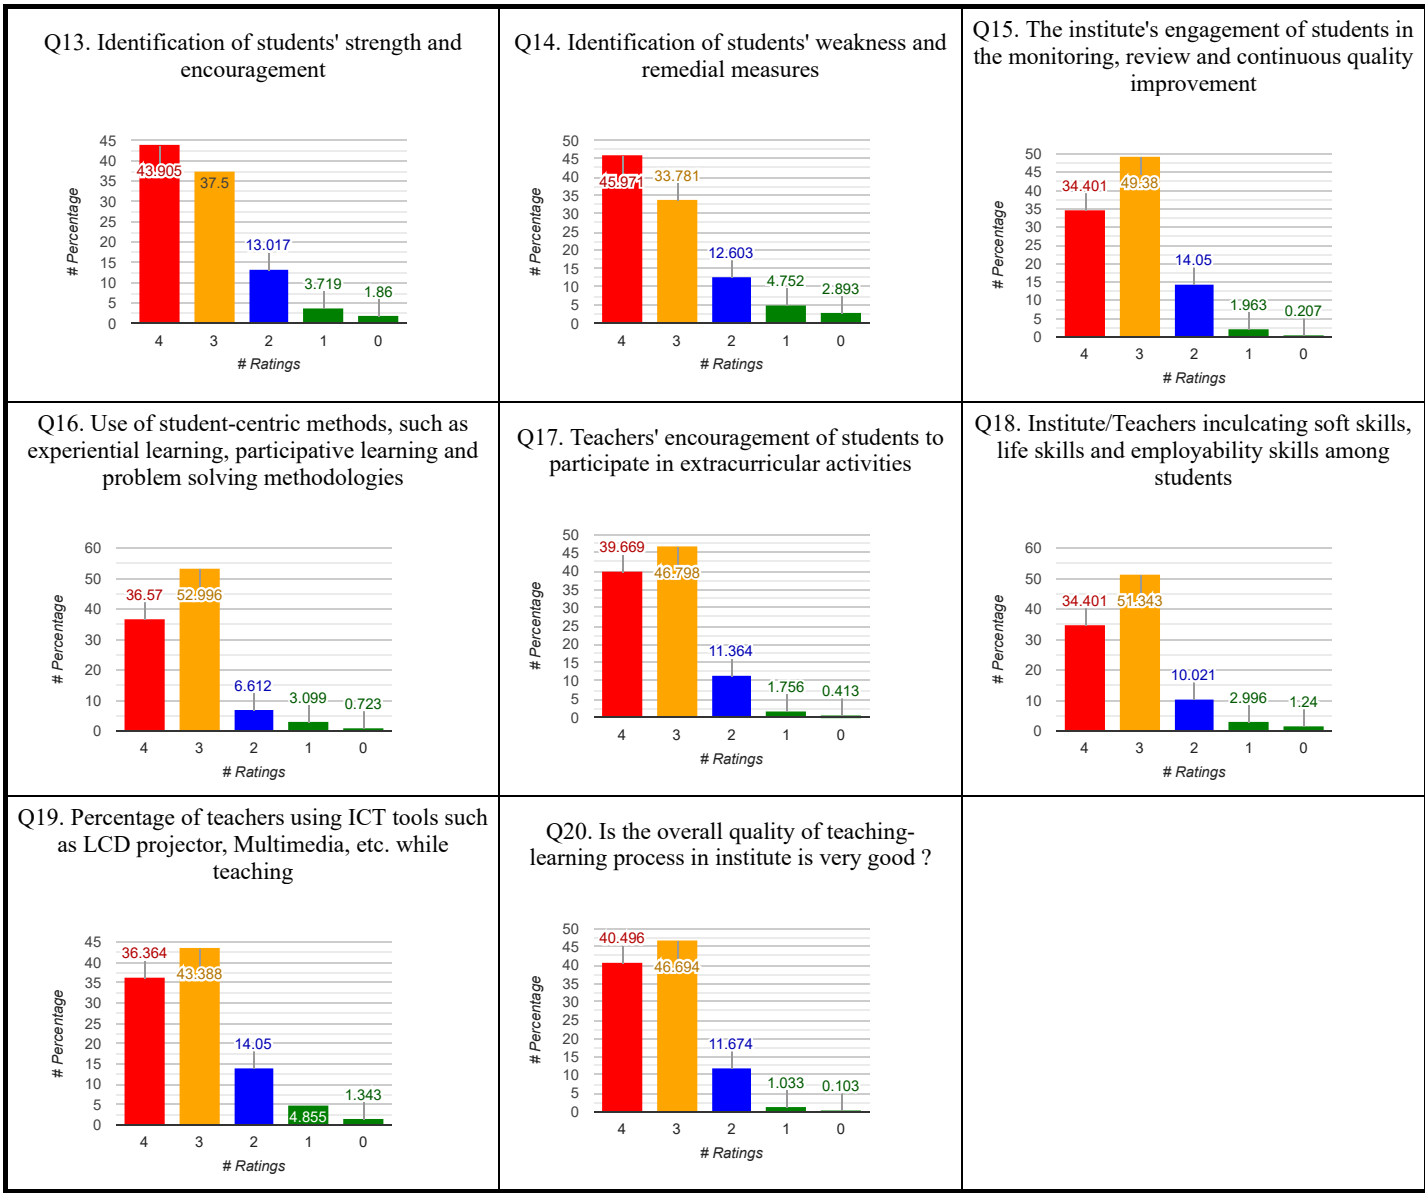 Q13. Identification of students' strength and
encouragement
45
40
35
30
25
20
15
10
5
0
# Percentage
43.905
37.5
13.017
3.719
1.86
4 3 2 1 0
# Ratings
Q14. Identification of students' weakness and
remedial measures
50
45
40
35
30
25
20
15
10
5
0
# Percentage
45.971
33.781
12.603
4.752
2.893
4 3 2 1 0
# Ratings
Q15. The institute's engagement of students in
the monitoring, review and continuous quality
improvement
50
45
40
35
30
25
20
15
10
5
0
# Percentage
34.401
49.38
14.05
1.963
0.207
4 3 2 1 0
# Ratings
Q16. Use of student-centric methods, such as
experiential learning, participative learning and
problem solving methodologies
60
50
40
30
20
10
0
# Percentage
36.57
52.996
6.612
3.099
0.723
4 3 2 1 0
# Ratings
Q17. Teachers' encouragement of students to
participate in extracurricular activities
50
45
40
35
30
25
20
15
10
5
0
# Percentage
39.669
46.798
11.364
1.756
0.413
4 3 2 1 0
# Ratings
Q18. Institute/Teachers inculcating soft skills,
life skills and employability skills among
students
60
50
40
30
20
10
0
# Percentage
34.401
51.343
10.021
2.996
1.24
4 3 2 1 0
# Ratings
Q19. Percentage of teachers using ICT tools such
as LCD projector, Multimedia, etc. while
teaching
45
40
35
30
25
20
15
10
5
0
# Percentage
36.364
43.388
14.05
4.855
1.343
4 3 2 1 0
# Ratings
Q20. Is the overall quality of teaching-
learning process in institute is very good ?
50
45
40
35
30
25
20
15
10
5
0
# Percentage
40.496
46.694
11.674
1.033
0.103
4 3 2 1 0
# Ratings